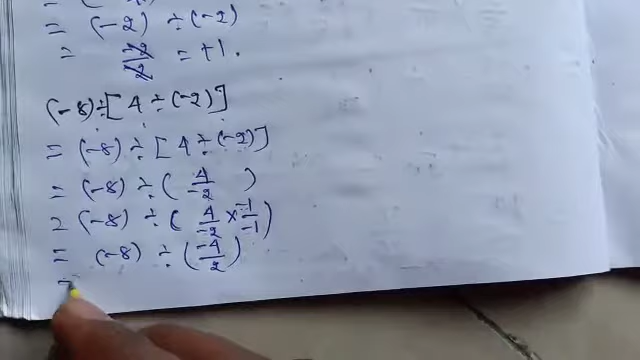 = (-2) ÷ (-2)
= -2/-2 = +1.
(-8) ÷ [4 ÷ (-2)]
= (-8) ÷ [4 ÷ (-2)]
= (-8) ÷ (4/-2)
= (-8) ÷ (4/-2 × -1/-1)
= (-8) ÷ (-4/2)
=